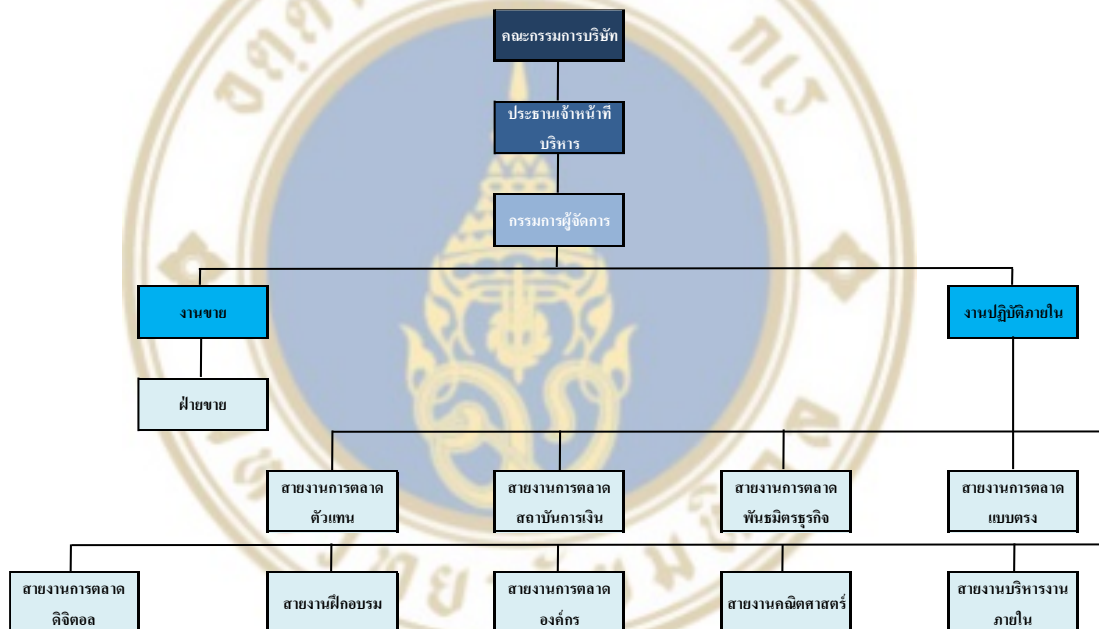 คณะกรรมการบริษัท
ประธานเจ้าหน้าที่
บริหาร
กรรมการผู้จัดการ
งานขาย
งานปฏิบัติภายใน
ฝ่ายขาย
สายงานการตลาด
ตัวแทน
สายงานการตลาด
สถาบันการเงิน
สายงานการตลาด
พันธมิตรธุรกิจ
สายงานการตลาด
แบบตรง
สายงานการตลาด
ดิจิตอล
สายงานฝึกอบรม
สายงานการตลาด
องค์กร
สายงานคณิตศาสตร์
สายงานบริหารงาน
ภายใน